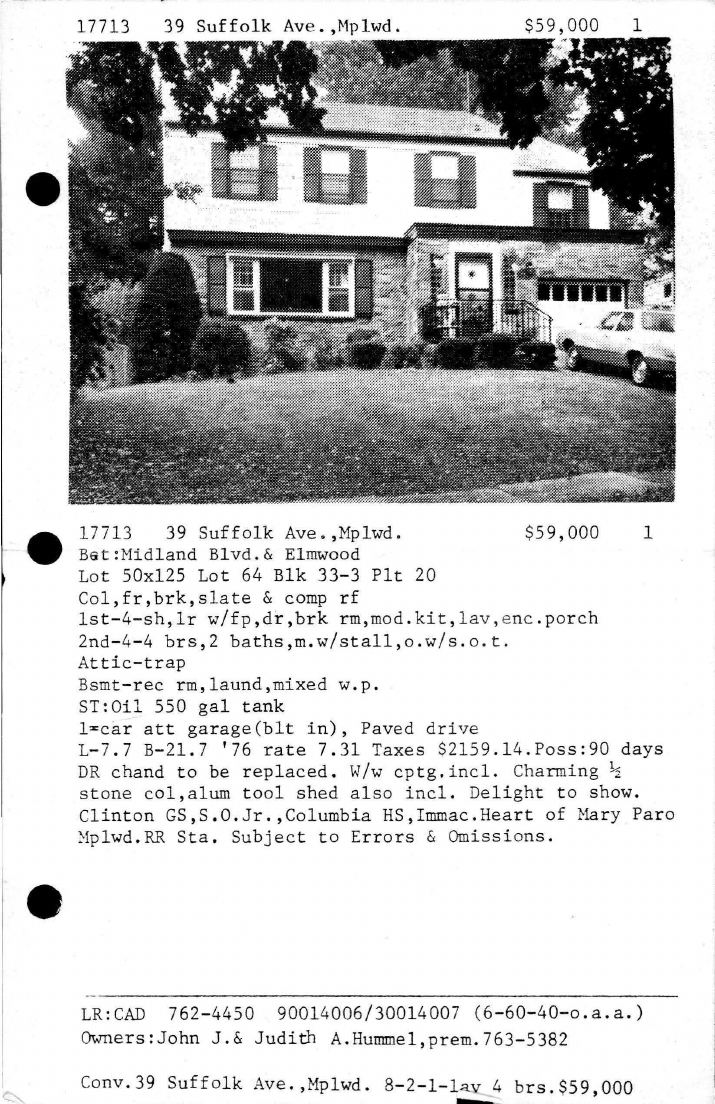 17713 39 Suffolk Ave.,Mplwd. $59,000 1
17713 39 Suffolk Ave.,Mplwd. $59,000 1
Bet:Midland Blvd.& Elmwood
Lot 50x125 Lot 64 Blk 33-3 Plt 20
Col,fr,brk,slate & comp rf
1st-4-sh,lr w/fp,dr,brk rm,mod.kit,lav,enc.porch
2nd-4-4 brs,2 baths,m.w/stall,o.w/s.o.t.
Attic-trap
Bsmt-rec rm,laund,mixed w.p.
ST:Oil 550 gal tank
1=car att garage(blt in), Paved drive
L-7.7 B-21.7 '76 rate 7.31 Taxes $2159.14.Poss:90 days
DR chand to be replaced. W/w cptg.incl. Charming ½
stone col,alum tool shed also incl. Delight to show.
Clinton GS,S.O.Jr.,Columbia HS,Immac.Heart of Mary Paro
Mplwd.RR Sta. Subject to Errors & Omissions.
LR:CAD 762-4450 90014006/30014007 (6-60-40-o.a.a.)
Owners:John J.& Judith A.Hummel,prem.763-5382
Conv.39 Suffolk Ave.,Mplwd. 8-2-1-lav 4 brs.$59,000